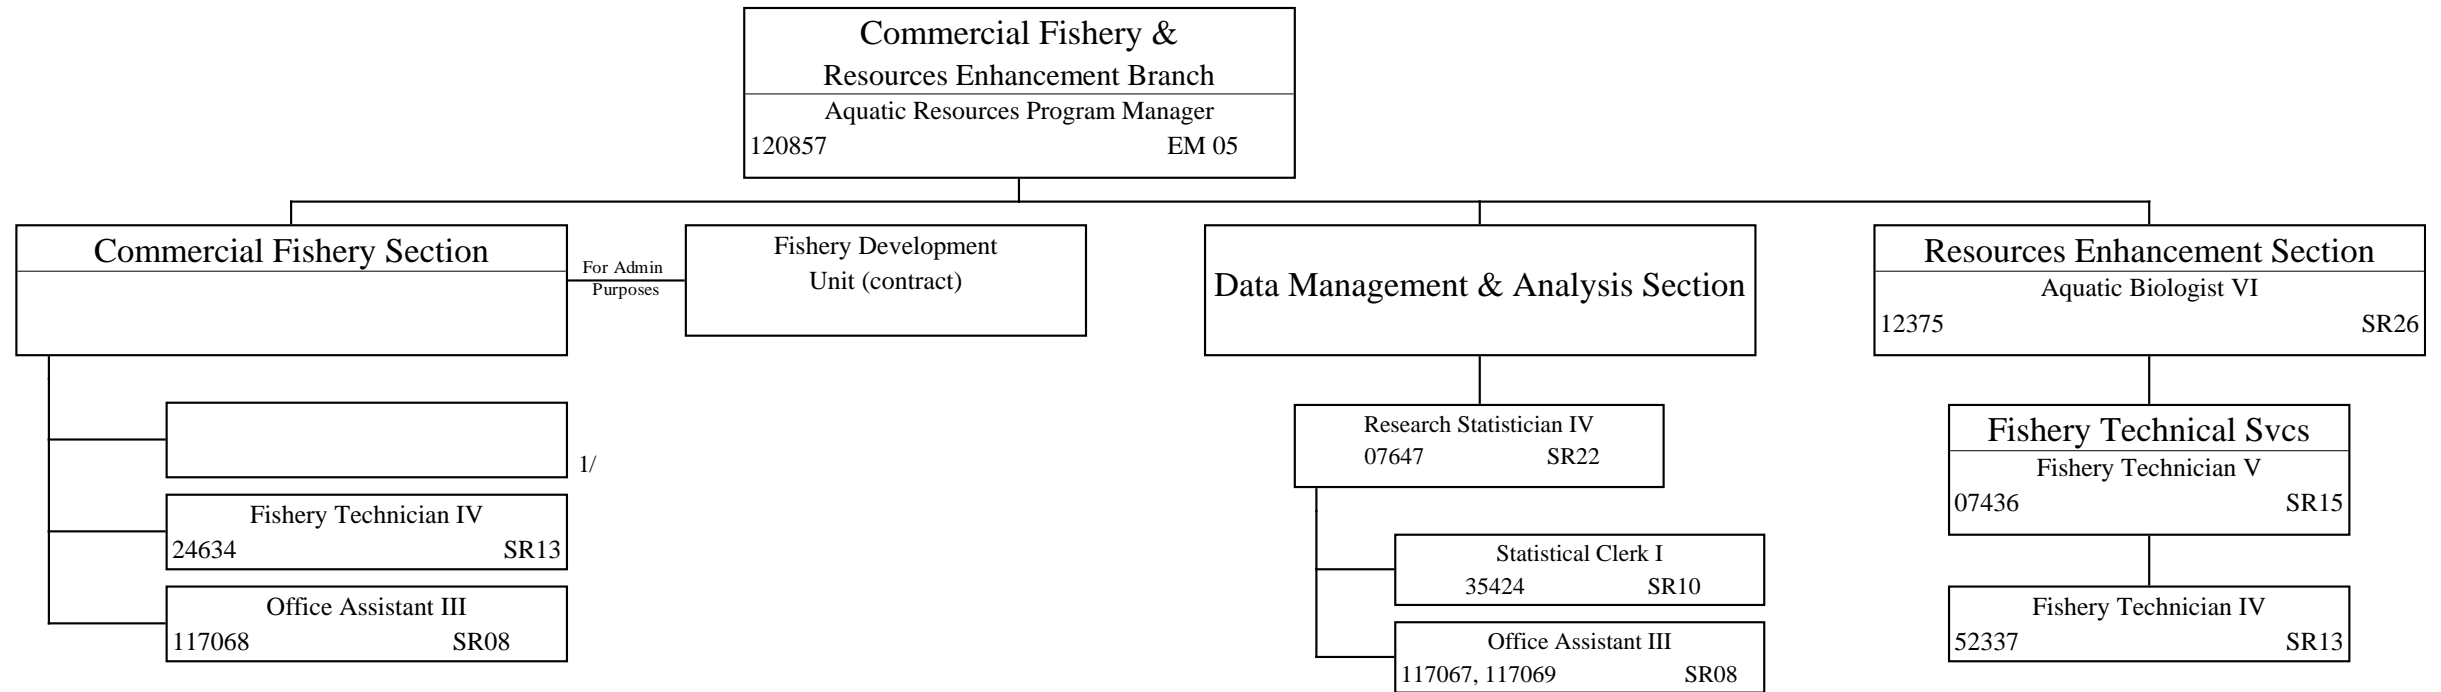 Commercial Fishery &
Resources Enhancement Branch
Aquatic Resources Program Manager
120857 EM 05
Commercial Fishery Section
For Admin
Purposes
Fishery Development
Unit (contract)
Data Management & Analysis Section
Resources Enhancement Section
Aquatic Biologist VI
12375 SR26
1/
Fishery Technician IV
24634 SR13
Office Assistant III
117068 SR08
Research Statistician IV
07647 SR22
Statistical Clerk I
35424 SR10
Office Assistant III
117067, 117069 SR08
Fishery Technical Svcs
Fishery Technician V
07436 SR15
Fishery Technician IV
52337 SR13